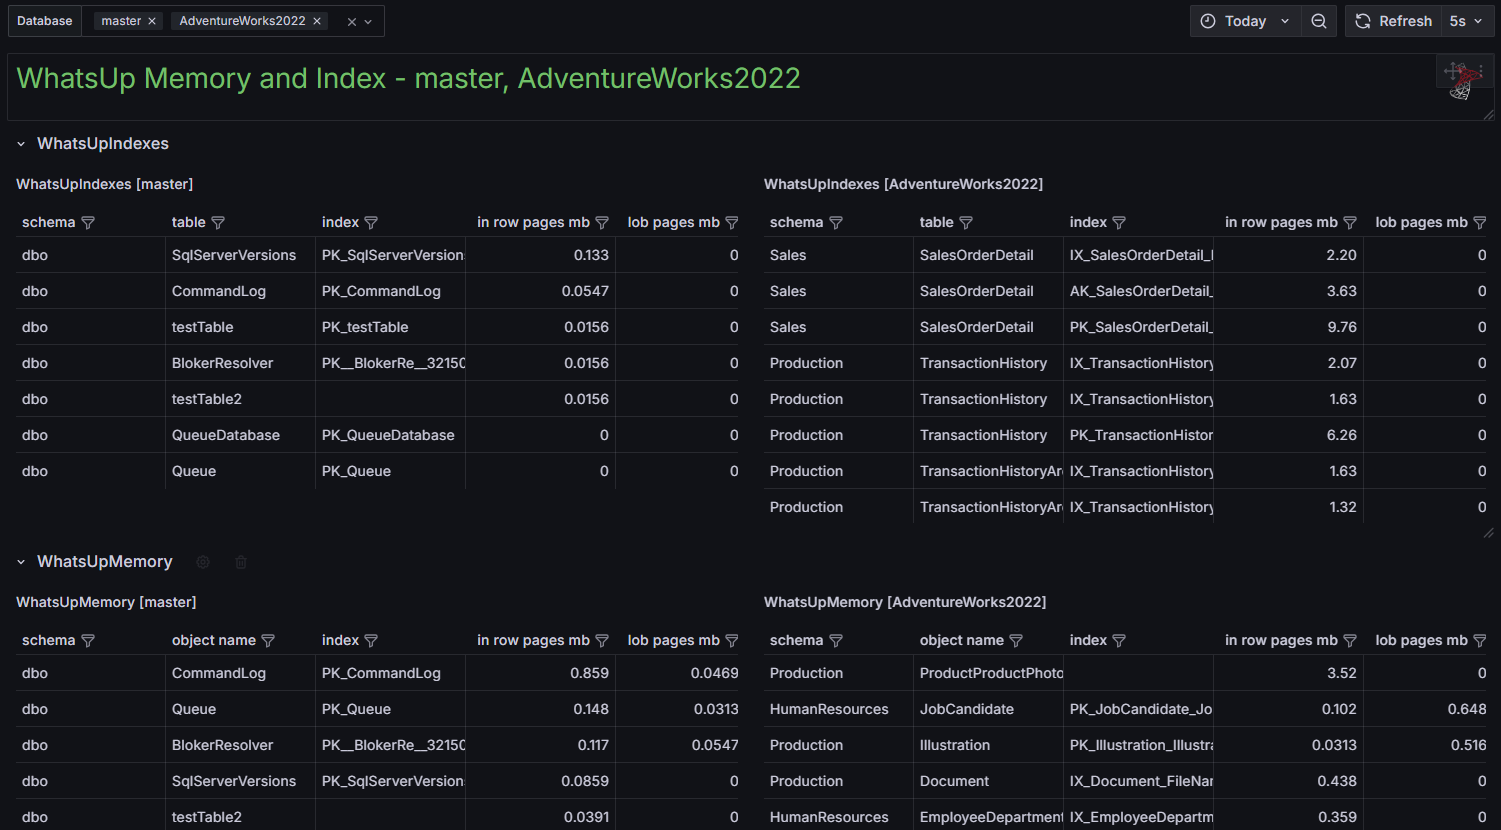 Database master AdventureWorks2022 Today Refresh 5s
WhatsUp Memory and Index - master, AdventureWorks2022
WhatsUpIndexes
WhatsUpIndexes [master]
schema table index in row pages mb lob pages mb
dbo SqlServerVersions PK_SqlServerVersion 0.133 0
dbo CommandLog PK_CommandLog 0.0547 0
dbo testTable PK_testTable 0.0156 0
dbo BlokerResolver PK__BlokerRe__3215C 0.0156 0
dbo testTable2 0.0156 0
dbo QueueDatabase PK_QueueDatabase 0 0
dbo Queue PK_Queue 0 0
WhatsUpIndexes [AdventureWorks2022]
schema table index in row pages mb lob pages mb
Sales SalesOrderDetail IX_SalesOrderDetail_ 2.20 0
Sales SalesOrderDetail AK_SalesOrderDetail_ 3.63 0
Sales SalesOrderDetail PK_SalesOrderDetail_ 9.76 0
Production TransactionHistory IX_TransactionHistory 2.07 0
Production TransactionHistory IX_TransactionHistory 1.63 0
Production TransactionHistory PK_TransactionHistor 6.26 0
Production TransactionHistoryAr IX_TransactionHistory 1.63 0
Production TransactionHistoryAr IX_TransactionHistory 1.32 0
WhatsUpMemory
WhatsUpMemory [master]
schema object name index in row pages mb lob pages mb
dbo CommandLog PK_CommandLog 0.859 0.0469
dbo Queue PK_Queue 0.148 0.0313
dbo BlokerResolver PK__BlokerRe__3215C 0.117 0.0547
dbo SqlServerVersions PK_SqlServerVersion 0.0859 0
dbo testTable2 0.0391 0
WhatsUpMemory [AdventureWorks2022]
schema object name index in row pages mb lob pages mb
Production ProductProductPhoto 3.52 0
HumanResources JobCandidate PK_JobCandidate_Jo 0.102 0.648
Production Illustration PK_Illustration_Illustra 0.0313 0.516
Production Document IX_Document_FileNar 0.438 0
HumanResources EmployeeDepartment IX_EmployeeDepartm 0.359 0